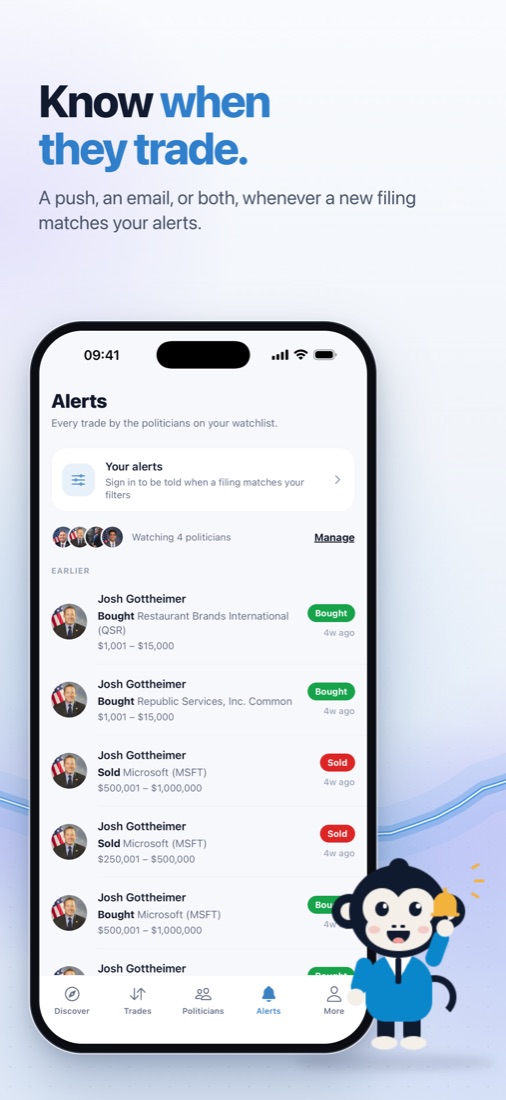 Know when
they trade.
A push, an email, or both, whenever a new filing
matches your alerts.
09:41
Alerts
Every trade by the politicians on your watchlist.
Your alerts
Sign in to be told when a filing matches your
filters
Watching 4 politicians
Manage
EARLIER
Josh Gottheimer
Bought Restaurant Brands International
(QSR)
$1,001 – $15,000
Bought
4w ago
Josh Gottheimer
Bought Republic Services, Inc. Common
$1,001 – $15,000
Bought
4w ago
Josh Gottheimer
Sold Microsoft (MSFT)
$500,001 – $1,000,000
Sold
4w ago
Josh Gottheimer
Sold Microsoft (MSFT)
$250,001 – $500,000
Sold
4w ago
Josh Gottheimer
Bought Microsoft (MSFT)
$500,001 – $1,000,000
Josh Gottheimer
Discover
Trades
Politicians
Alerts
More